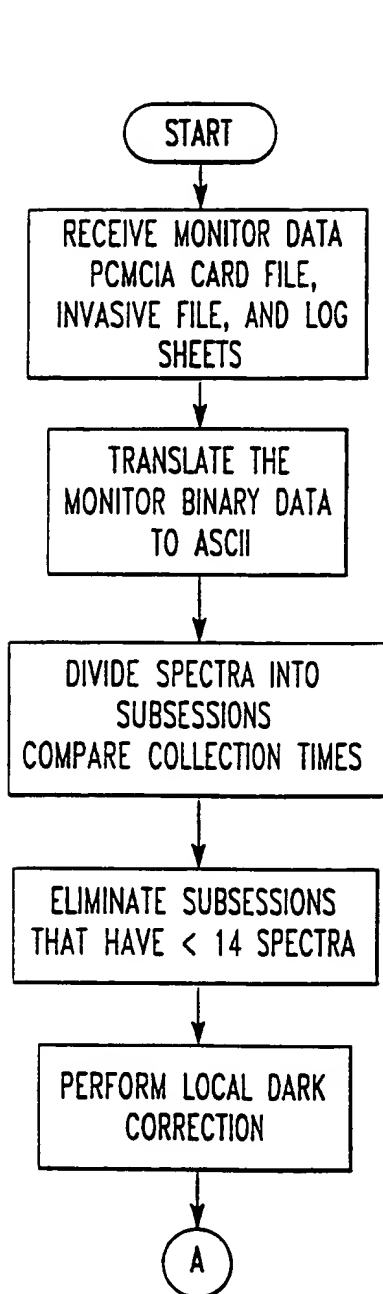 START
RECEIVE MONITOR DATA
PCMCIA CARD FILE,
INVASIVE FILE, AND LOG
SHEETS
TRANSLATE THE
MONITOR BINARY DATA
TO ASCII
DIVIDE SPECTRA INTO
SUBSESSIONS
COMPARE COLLECTION TIMES
ELIMINATE SUBSESSIONS
THAT HAVE < 14 SPECTRA
PERFORM LOCAL DARK
CORRECTION
A